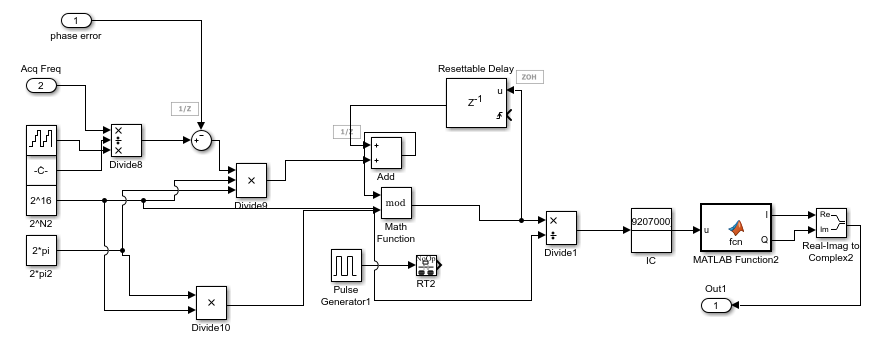 1
phase error
Acq Freq
2
1/Z
Resettable Delay
ZOH
u
z-1
1/Z
×
÷
×
Divide8
-C-
2^16
2^N2
2*pi
2*pi2
+
−
×
Divide9
+
+
Add
mod
Math
Function
×
÷
Divide1
9207000
IC
u
fcn
I
Q
MATLAB Function2
Re
Im
Real-Imag to
Complex2
Pulse
Generator1
NoOp
RT2
×
Divide10
Out1
1